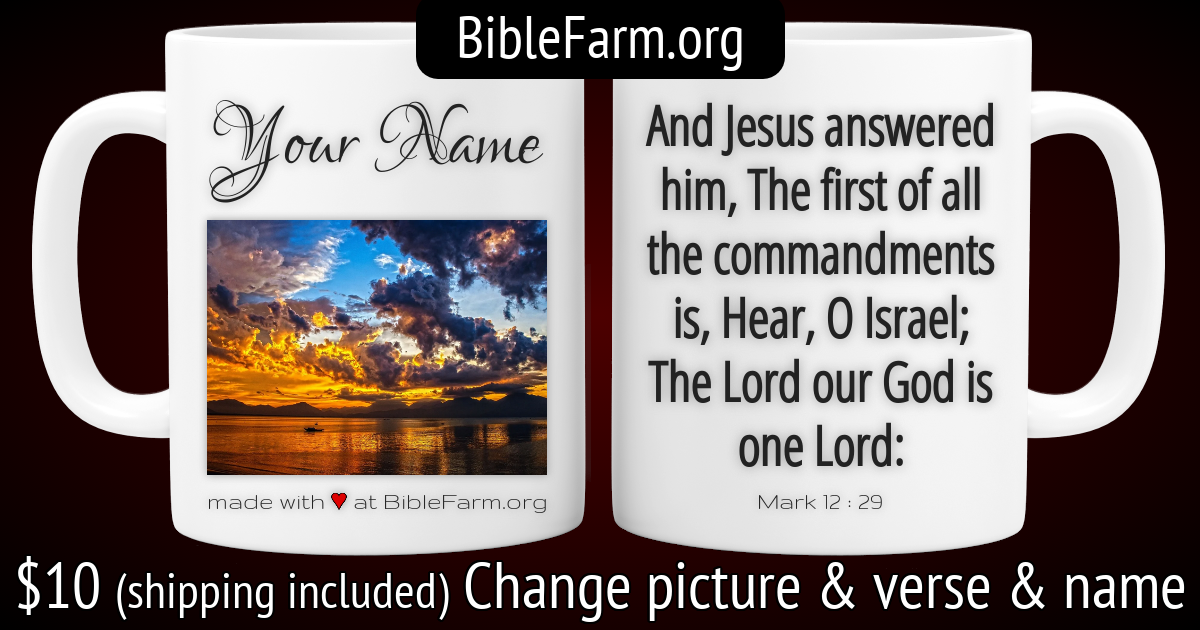 BibleFarm.org
Your Name
made with ♥ at BibleFarm.org
And Jesus answered
him, The first of all
the commandments
is, Hear, O Israel;
The Lord our God is
one Lord:
Mark 12 : 29
$10 (shipping included) Change picture & verse & name